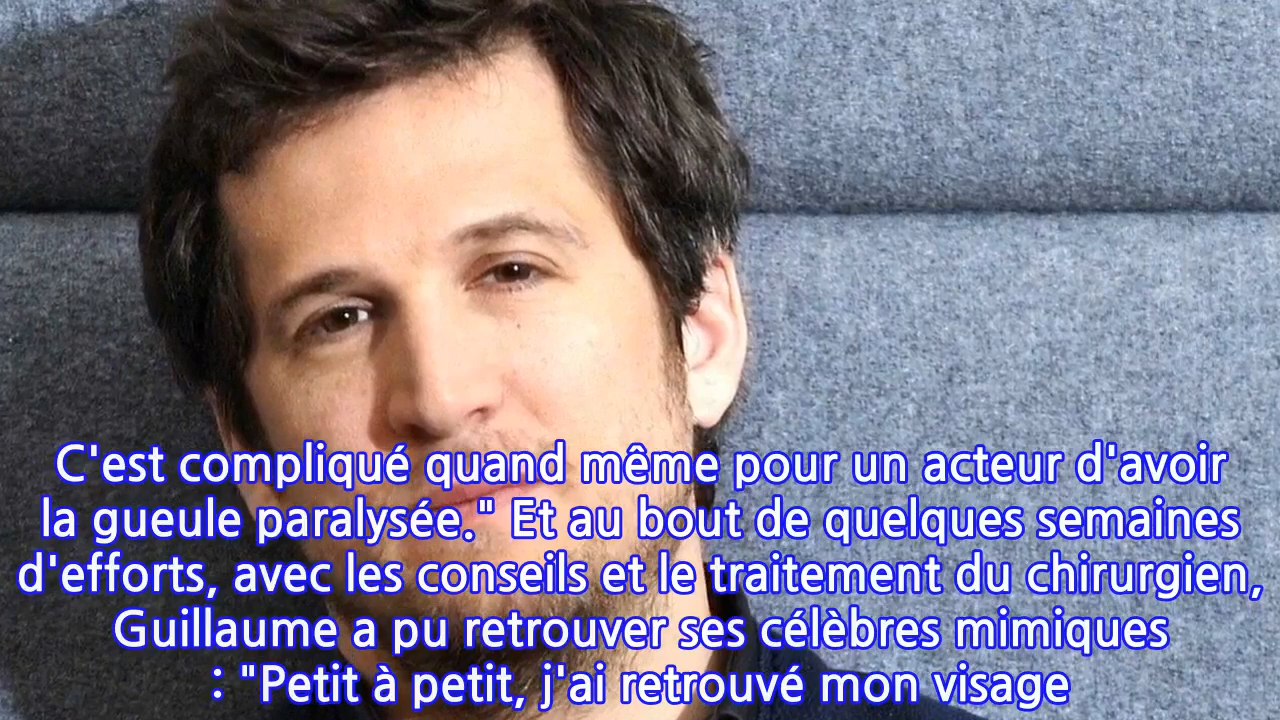 C'est compliqué quand même pour un acteur d'avoir
la gueule paralysée." Et au bout de quelques semaines
d'efforts, avec les conseils et le traitement du chirurgien,
Guillaume a pu retrouver ses célèbres mimiques
: "Petit à petit, j'ai retrouvé mon visage